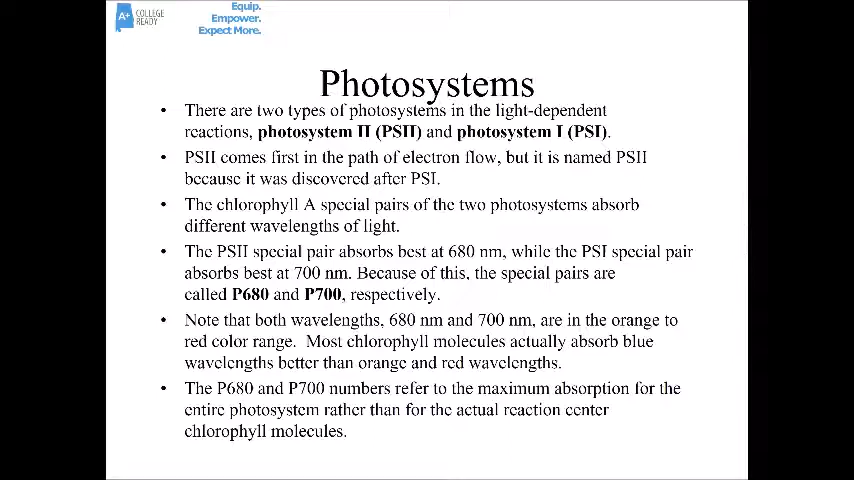 A+ COLLEGE READY
Equip.
Empower.
Expect More.
Photosystems
• There are two types of photosystems in the light-dependent
reactions, photosystem II (PSII) and photosystem I (PSI).
• PSII comes first in the path of electron flow, but it is named PSII
because it was discovered after PSI.
• The chlorophyll A special pairs of the two photosystems absorb
different wavelengths of light.
• The PSII special pair absorbs best at 680 nm, while the PSI special pair
absorbs best at 700 nm. Because of this, the special pairs are
called P680 and P700, respectively.
• Note that both wavelengths, 680 nm and 700 nm, are in the orange to
red color range. Most chlorophyll molecules actually absorb blue
wavelengths better than orange and red wavelengths.
• The P680 and P700 numbers refer to the maximum absorption for the
entire photosystem rather than for the actual reaction center
chlorophyll molecules.